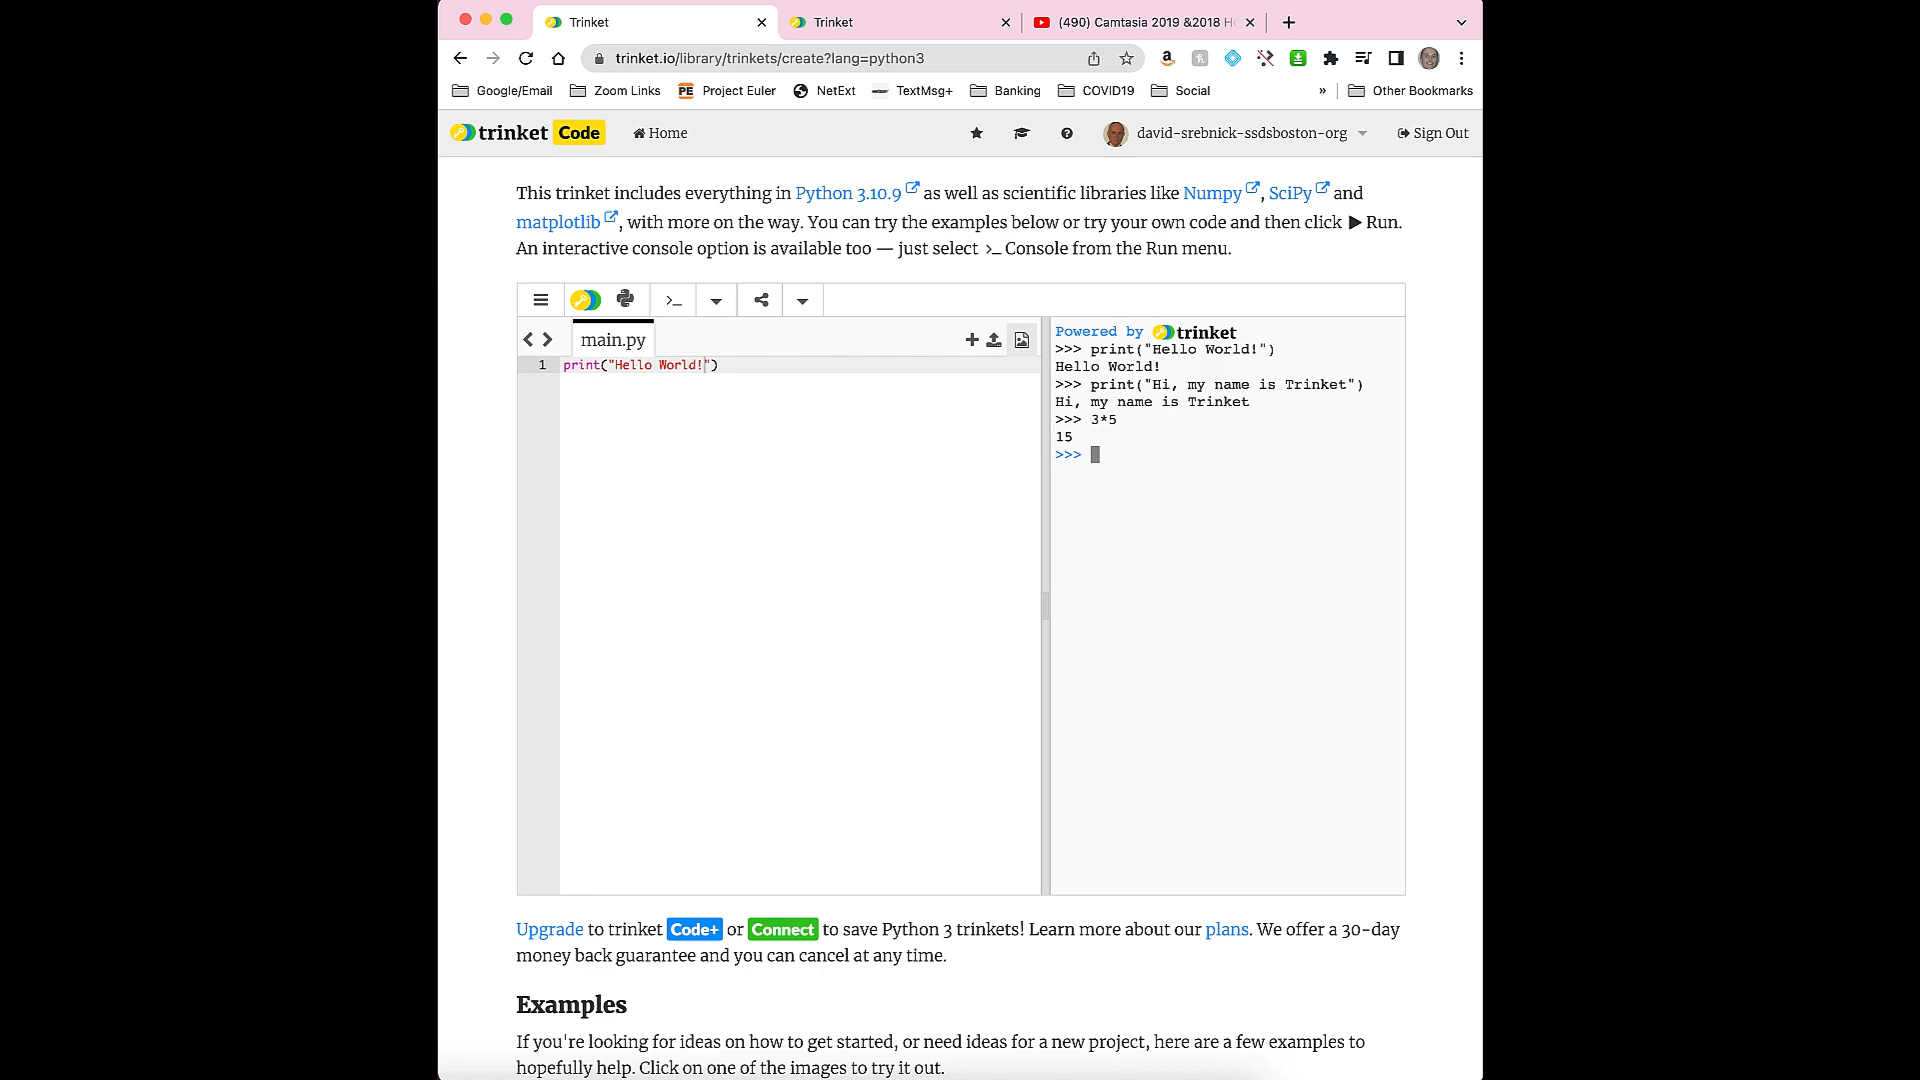 Trinket
Trinket
(490) Camtasia 2019 &2018 H
trinket.io/library/trinkets/create?lang=python3
Google/Email Zoom Links PE Project Euler NetExt TextMsg+ Banking COVID19 Social » Other Bookmarks
trinket Code Home david-srebnick-ssdsboston-org Sign Out
This trinket includes everything in Python 3.10.9 as well as scientific libraries like Numpy, SciPy and
matplotlib, with more on the way. You can try the examples below or try your own code and then click ▶ Run.
An interactive console option is available too — just select >_ Console from the Run menu.
>_
main.py
1 print("Hello World!")
Powered by trinket
>>> print("Hello World!")
Hello World!
>>> print("Hi, my name is Trinket")
Hi, my name is Trinket
>>> 3*5
15
>>>
Upgrade to trinket Code+ or Connect to save Python 3 trinkets! Learn more about our plans. We offer a 30-day
money back guarantee and you can cancel at any time.
Examples
If you're looking for ideas on how to get started, or need ideas for a new project, here are a few examples to
hopefully help. Click on one of the images to try it out.